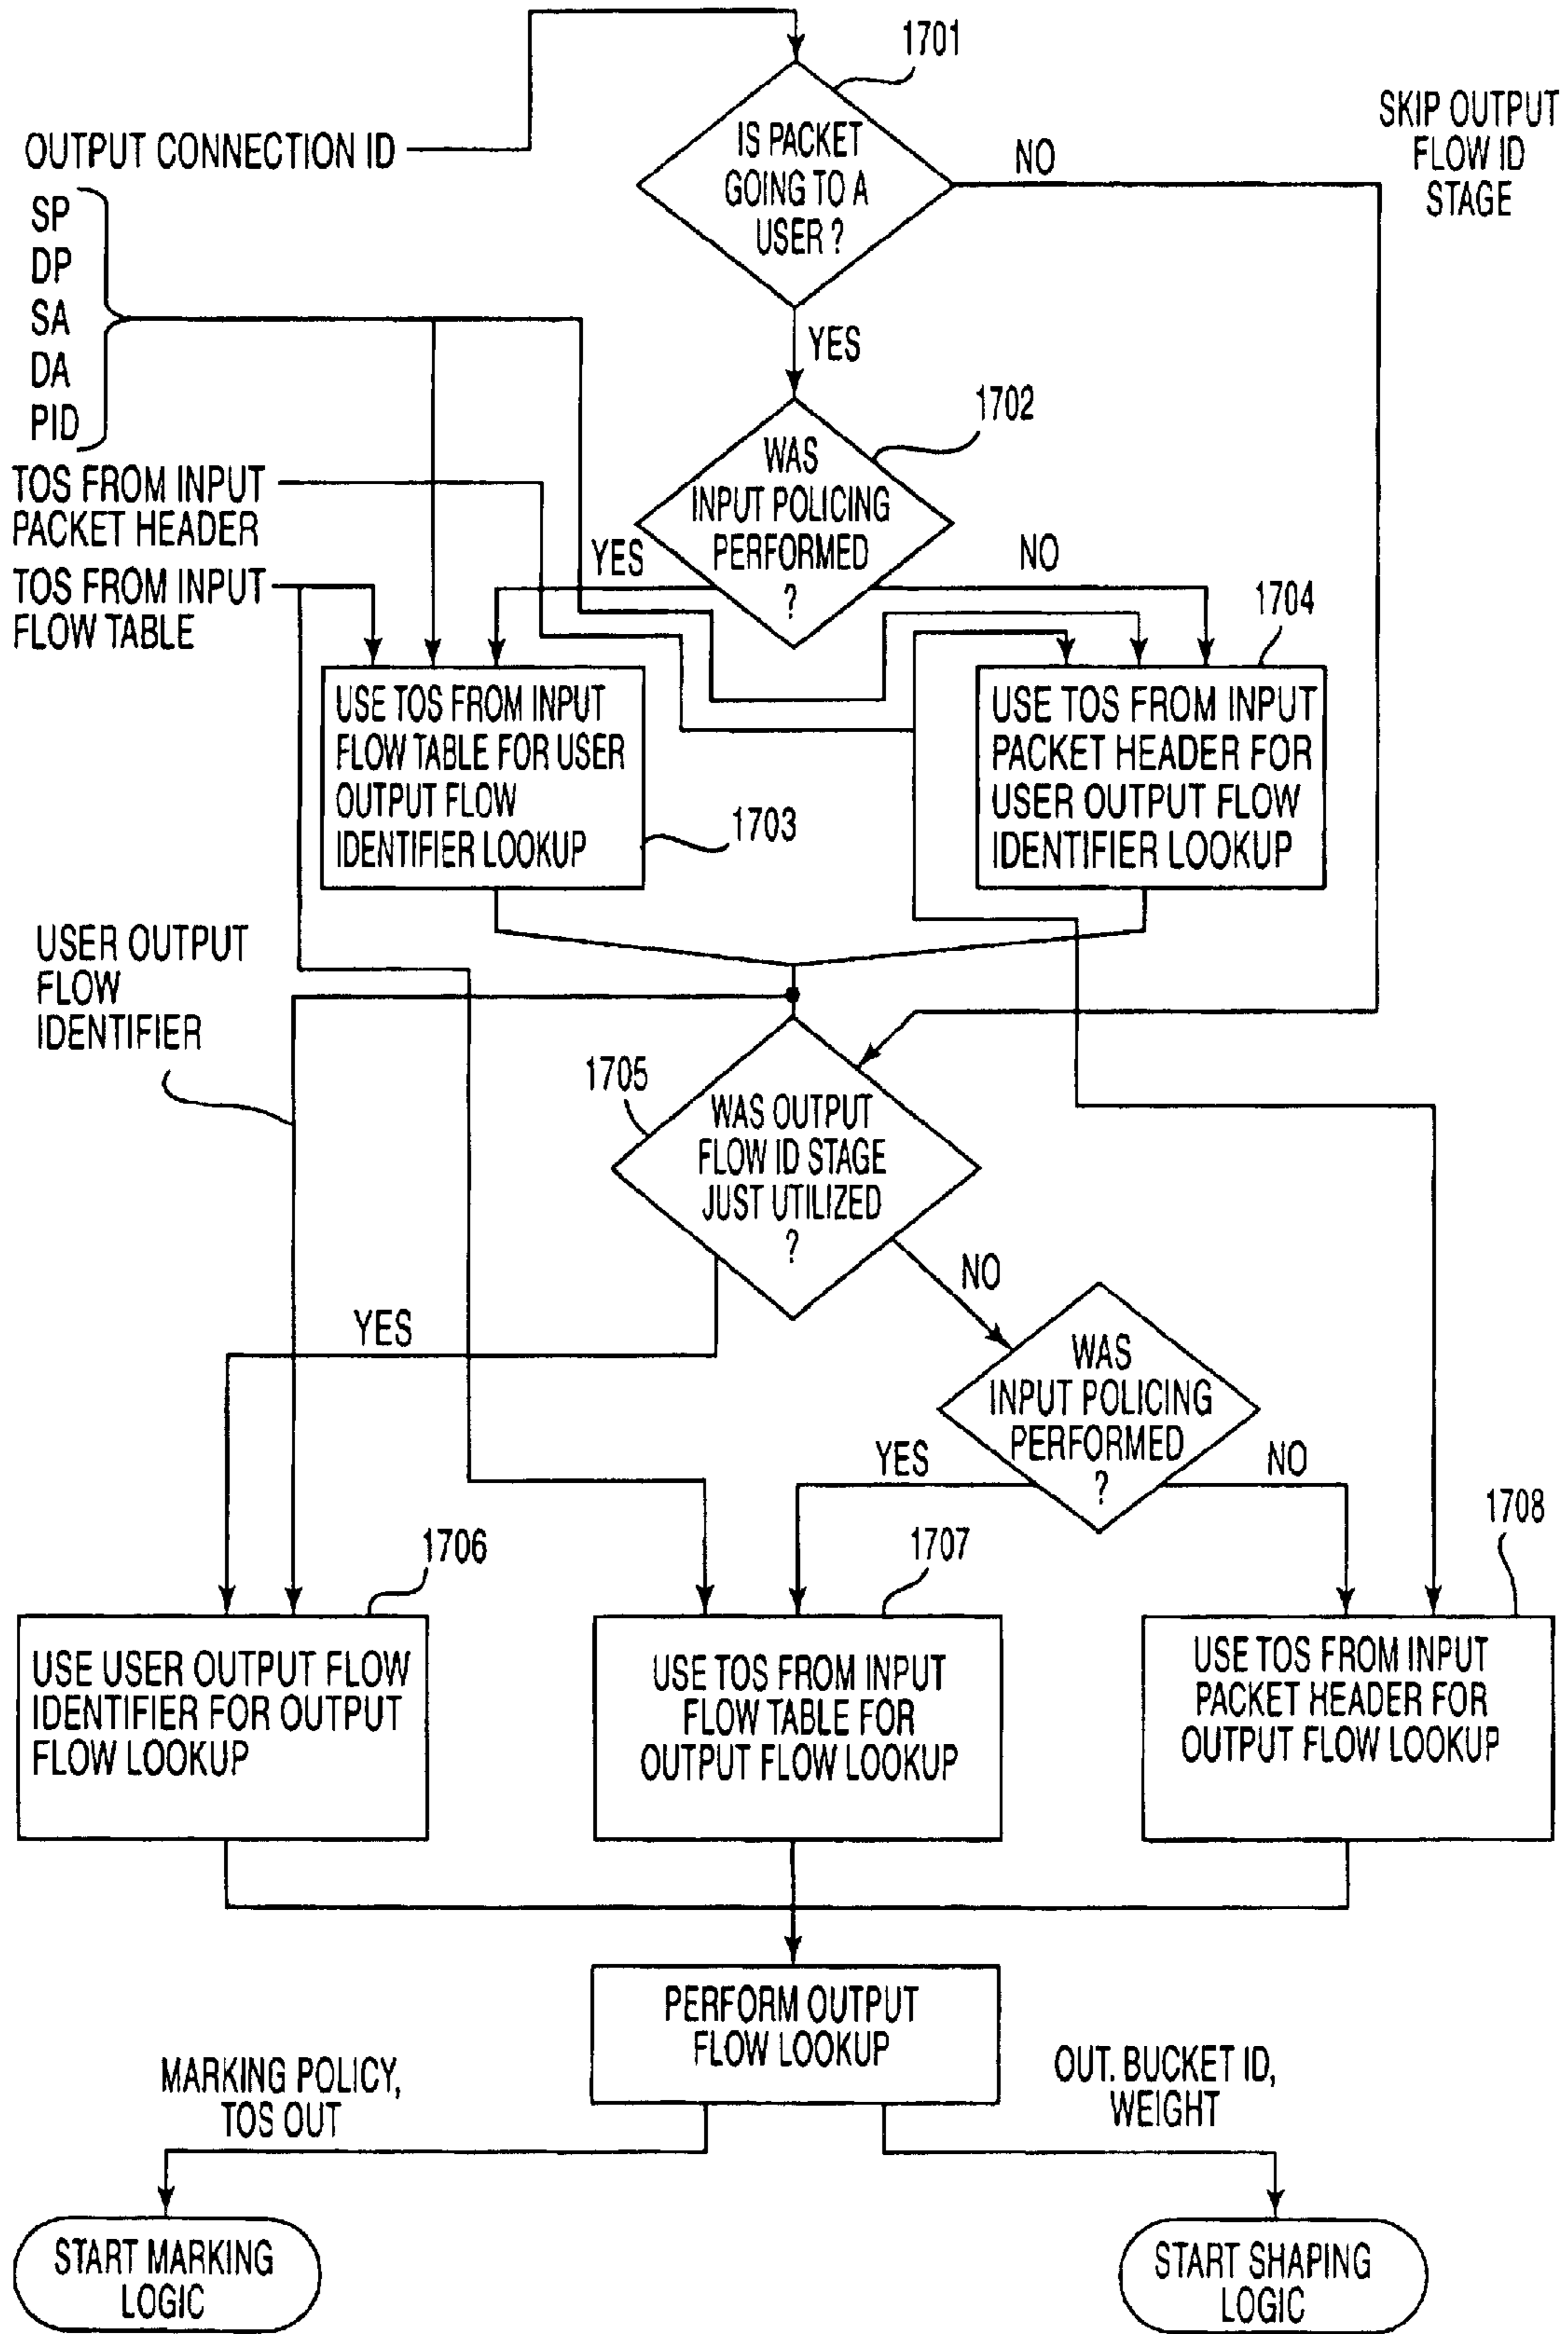 1701
IS PACKET
GOING TO A
USER ?
NO
SKIP OUTPUT
FLOW ID
STAGE
OUTPUT CONNECTION ID
SP
DP
SA
DA
PID
YES
1702
WAS
INPUT POLICING
PERFORMED
?
YES
NO
TOS FROM INPUT
PACKET HEADER
TOS FROM INPUT
FLOW TABLE
1704
USE TOS FROM INPUT
FLOW TABLE FOR USER
OUTPUT FLOW
IDENTIFIER LOOKUP
1703
USE TOS FROM INPUT
PACKET HEADER FOR
USER OUTPUT FLOW
IDENTIFIER LOOKUP
USER OUTPUT
FLOW
IDENTIFIER
1705
WAS OUTPUT
FLOW ID STAGE
JUST UTILIZED
?
YES
NO
WAS
INPUT POLICING
PERFORMED
?
YES
NO
1706
1707
1708
USE USER OUTPUT FLOW
IDENTIFIER FOR OUTPUT
FLOW LOOKUP
USE TOS FROM INPUT
FLOW TABLE FOR
OUTPUT FLOW LOOKUP
USE TOS FROM INPUT
PACKET HEADER FOR
OUTPUT FLOW LOOKUP
PERFORM OUTPUT
FLOW LOOKUP
MARKING POLICY,
TOS OUT
OUT. BUCKET ID,
WEIGHT
START MARKING
LOGIC
START SHAPING
LOGIC